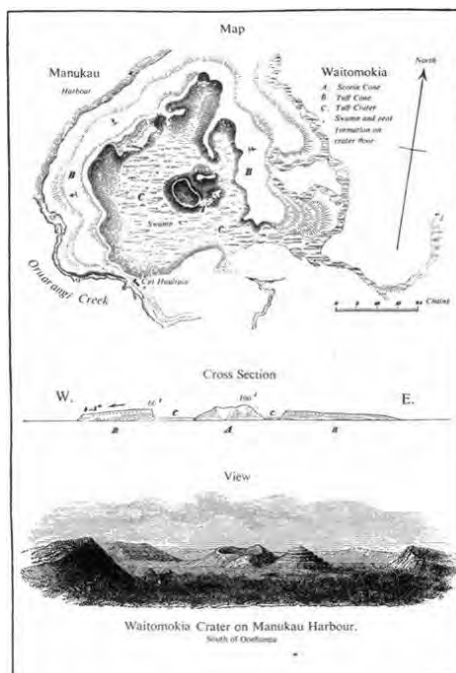 Map
Manukau
Harbour
Waitomokia
A. Scoria Cone
B. Tuff Cone
C. Tuff Crater
Swamp and peat
formation on
crater floor
North
B
B
C
Swamp
C
Oruarangi
Creek
Chains
Cross Section
W.
E.
C
C
B
A
B
View
Waitomokia Crater on Manukau Harbour.
South of Onehunga